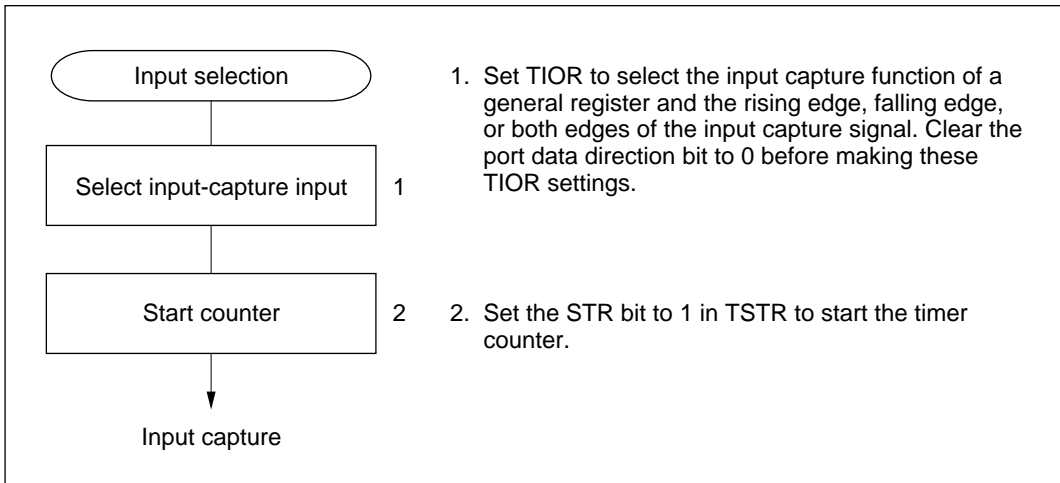 Input selection
Select input-capture input 1
Start counter 2
Input capture
1. Set TIOR to select the input capture function of a
general register and the rising edge, falling edge,
or both edges of the input capture signal. Clear the
port data direction bit to 0 before making these
TIOR settings.
2. Set the STR bit to 1 in TSTR to start the timer
counter.